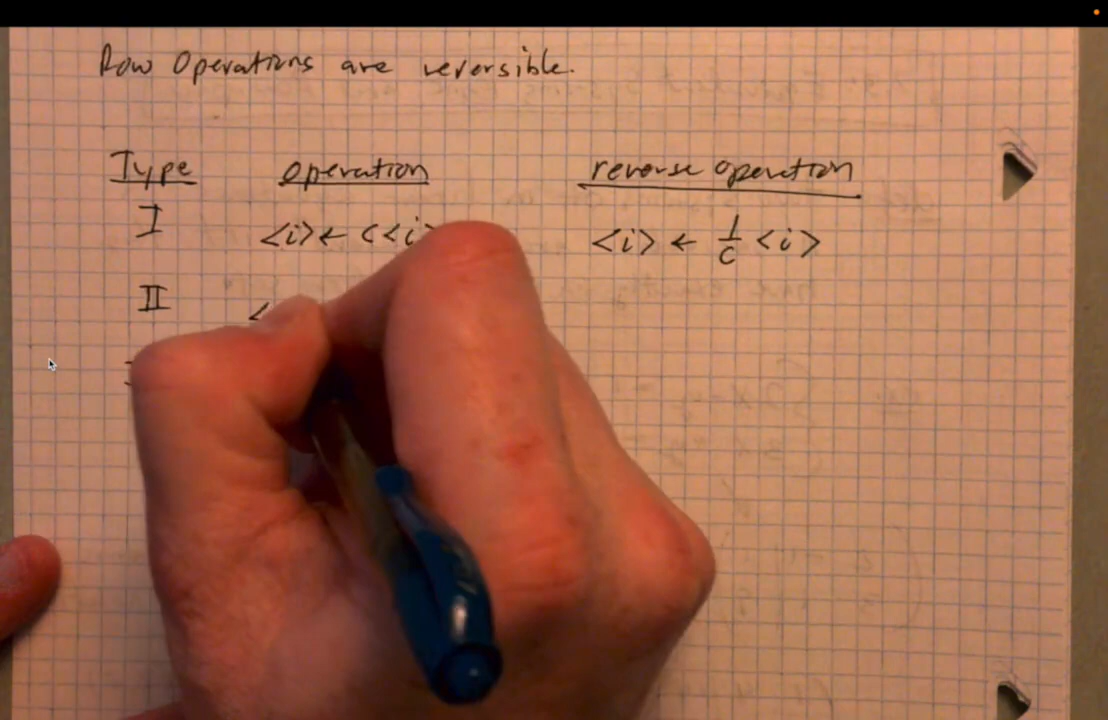 Row Operations are reversible.
Type operation reverse operation
I <i> ← c<i> <i> ← 1/c <i>
II <